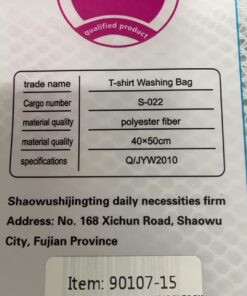 qualified product
trade name T-shirt Washing Bag
Cargo number S-022
material quality polyester fiber
material quality 40×50cm
specifications Q/JYW2010
Shaowushijingting daily necessities firm
Address: No. 168 Xichun Road, Shaowu
City, Fujian Province
Item: 90107-15